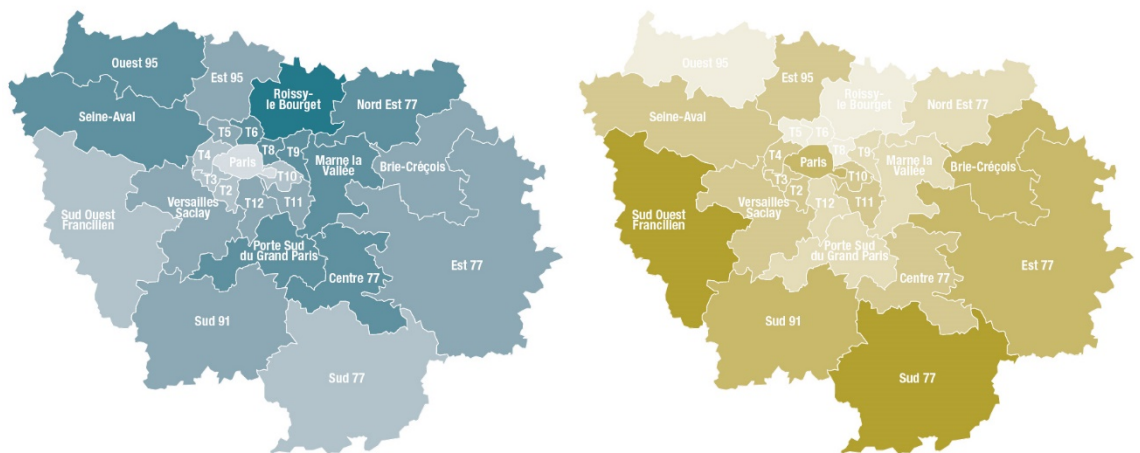 Ouest 95
Est 95
Roissy-
le Bourget
Nord Est 77
Seine-Aval
T5
T6
T4
Paris
T8
T9
Marne la
Vallée
Brie-Créçois
T3
T2
T10
Versailles
Saclay
T12
T11
Sud Ouest
Francilien
Porte Sud
du Grand Paris
Centre 77
Est 77
Sud 91
Sud 77
Ouest 95
Est 95
Roissy-
le Bourget
Nord Est 77
Seine-Aval
T5
T6
T4
Paris
T8
T9
Marne la
Vallée
Brie-Créçois
T3
T2
T10
Versailles
Saclay
T12
T11
Sud Ouest
Francilien
Porte Sud
du Grand Paris
Centre 77
Est 77
Sud 91
Sud 77